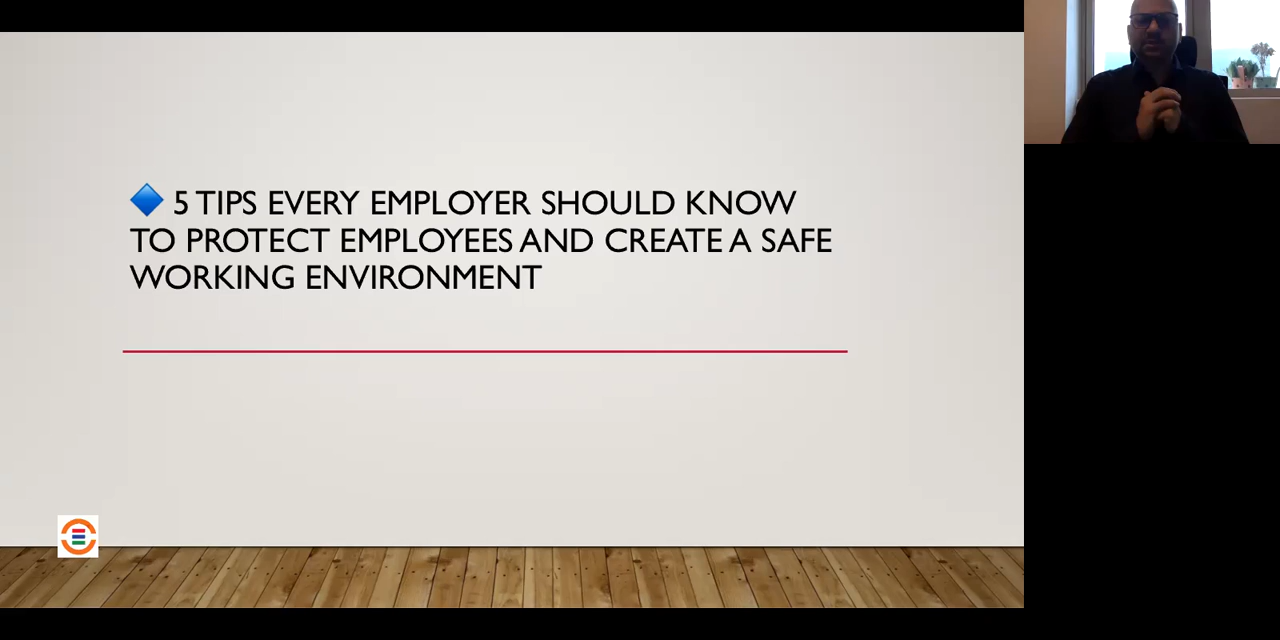 🔷 5 TIPS EVERY EMPLOYER SHOULD KNOW
TO PROTECT EMPLOYEES AND CREATE A SAFE
WORKING ENVIRONMENT